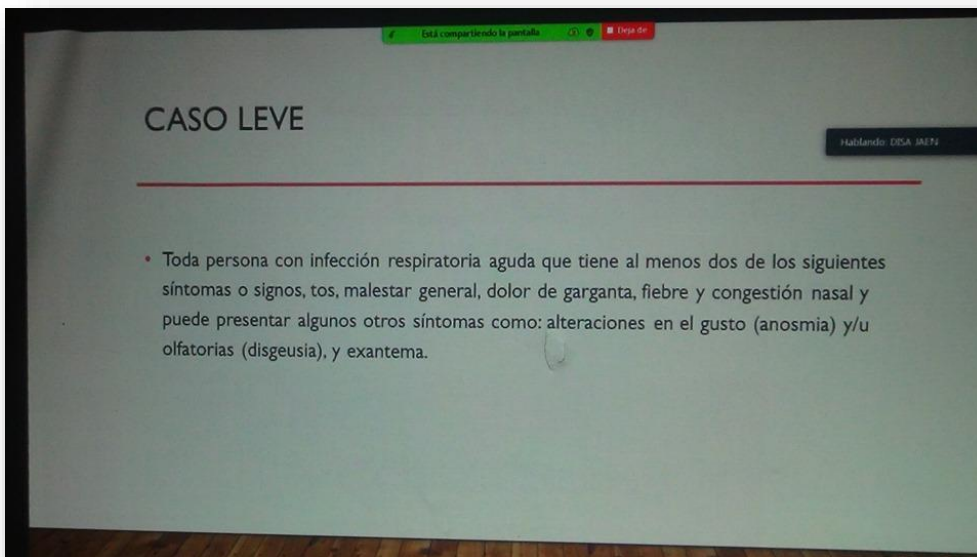 Está compartiendo la pantalla
Deja de
CASO LEVE
Hablando: DISA JAEN
• Toda persona con infección respiratoria aguda que tiene al menos dos de los siguientes
síntomas o signos, tos, malestar general, dolor de garganta, fiebre y congestión nasal y
puede presentar algunos otros síntomas como: alteraciones en el gusto (anosmia) y/u
olfatorias (disgeusia), y exantema.